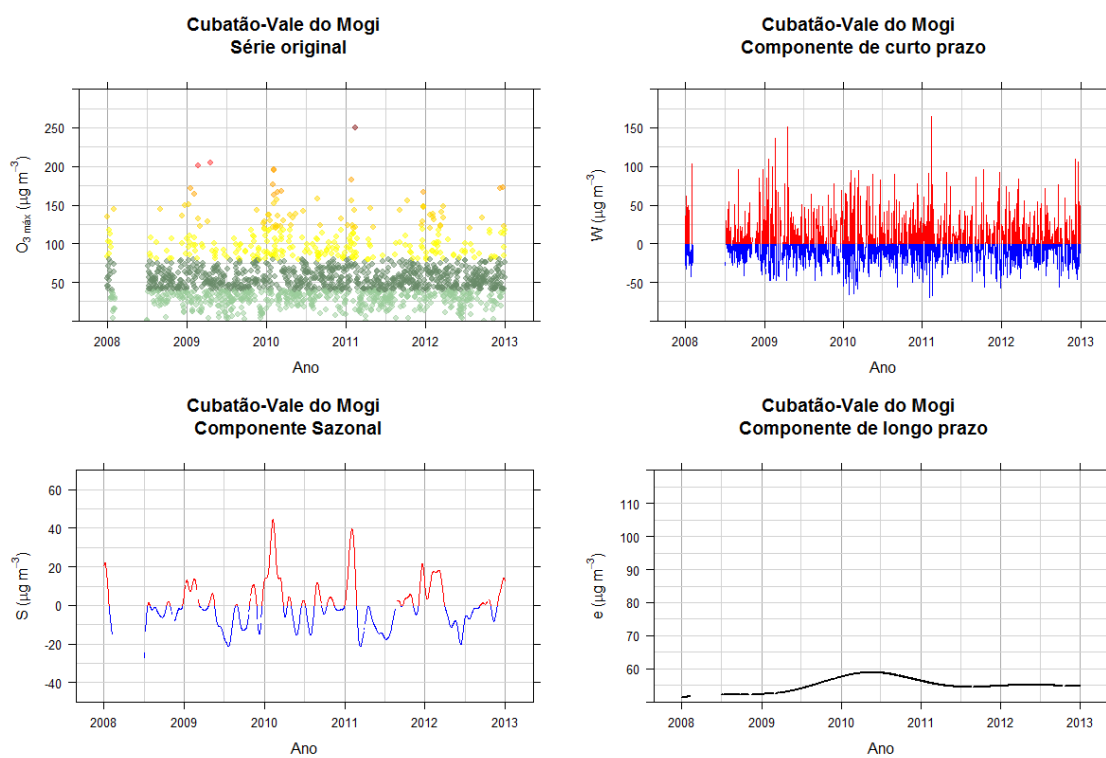 Cubatão-Vale do Mogi
Série original
O₃ ₘáₓ (µg m⁻³)
250
200
150
100
50
2008
2009
2010
2011
2012
2013
Ano
Cubatão-Vale do Mogi
Componente de curto prazo
W (µg m⁻³)
150
100
50
0
-50
2008
2009
2010
2011
2012
2013
Ano
Cubatão-Vale do Mogi
Componente Sazonal
S (µg m⁻³)
60
40
20
0
-20
-40
2008
2009
2010
2011
2012
2013
Ano
Cubatão-Vale do Mogi
Componente de longo prazo
e (µg m⁻³)
110
100
90
80
70
60
2008
2009
2010
2011
2012
2013
Ano